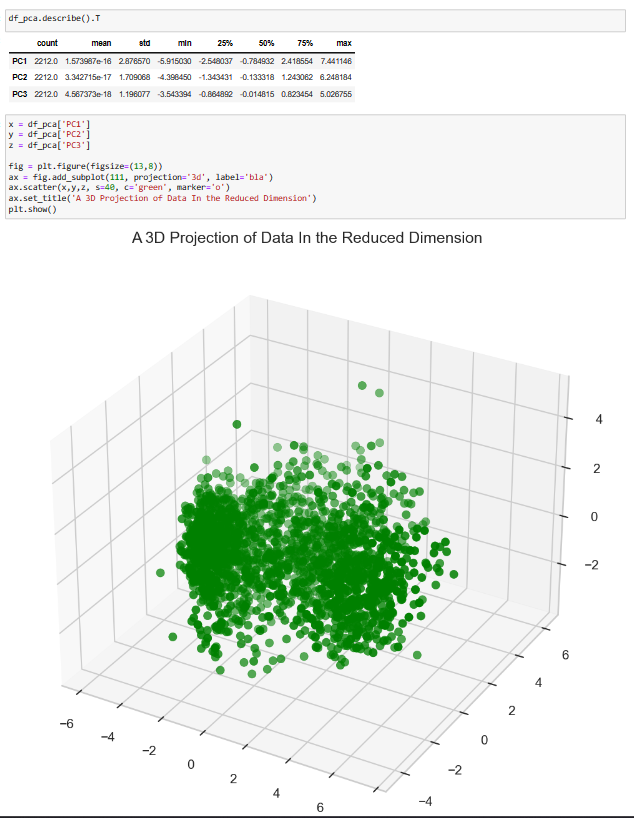 df_pca.describe().T
count mean std min 25% 50% 75% max
PC1 2212.0 1.573987e-16 2.876570 -5.915030 -2.548037 -0.784932 2.418554 7.441146
PC2 2212.0 3.342715e-17 1.709068 -4.398450 -1.343431 -0.133318 1.243062 6.248184
PC3 2212.0 4.567373e-18 1.196077 -3.543394 -0.864892 -0.014815 0.823454 5.026755
x = df_pca['PC1']
y = df_pca['PC2']
z = df_pca['PC3']
fig = plt.figure(figsize=(13,8))
ax = fig.add_subplot(111, projection='3d', label='bla')
ax.scatter(x,y,z, s=40, c='green', marker='o')
ax.set_title('A 3D Projection of Data In the Reduced Dimension')
plt.show()
A 3D Projection of Data In the Reduced Dimension
4
2
0
−2
6
4
2
0
−2
−4
−6
−4
−2
0
2
4
6